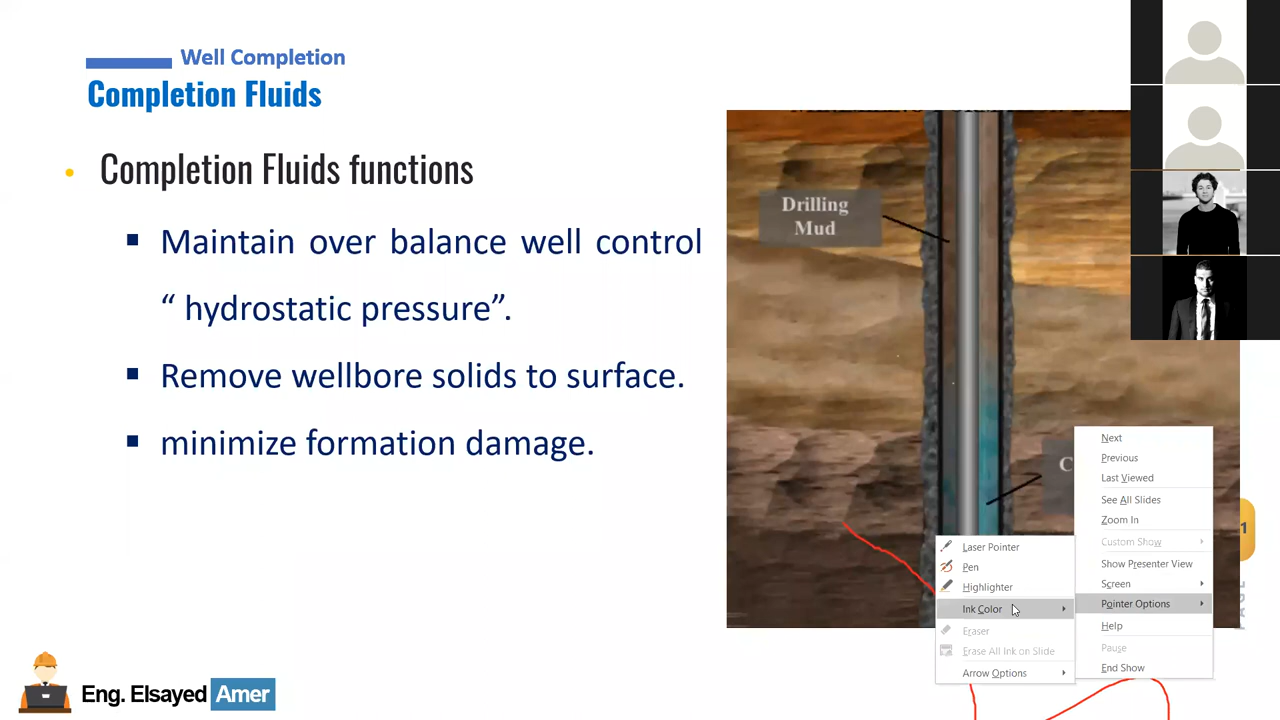 Well Completion
Completion Fluids
• Completion Fluids functions
▪ Maintain over balance well control
“ hydrostatic pressure”.
▪ Remove wellbore solids to surface.
▪ minimize formation damage.
Drilling
Mud
C
Next
Previous
Last Viewed
See All Slides
Zoom In
Custom Show
Show Presenter View
Screen
Pointer Options
Help
Pause
End Show
Laser Pointer
Pen
Highlighter
Ink Color
Eraser
Erase All Ink on Slide
Arrow Options
1
Eng. Elsayed Amer